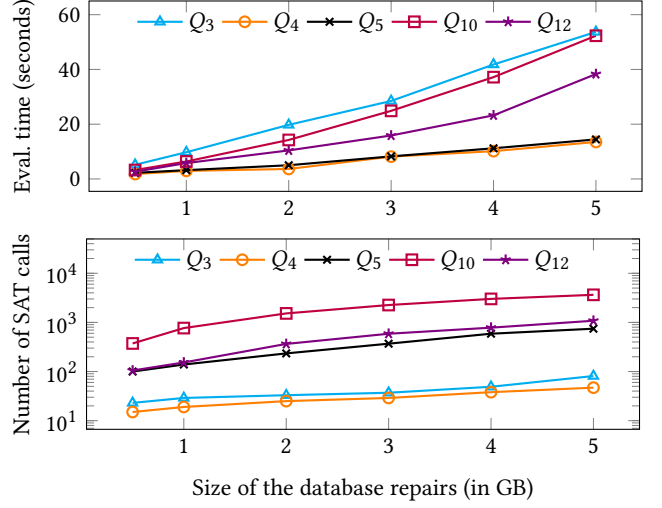 Q3 Q4 Q5 Q10 Q12
Eval. time (seconds)
60
40
20
0
1 2 3 4 5
Q3 Q4 Q5 Q10 Q12
Number of SAT calls
10^4
10^3
10^2
10^1
1 2 3 4 5
Size of the database repairs (in GB)